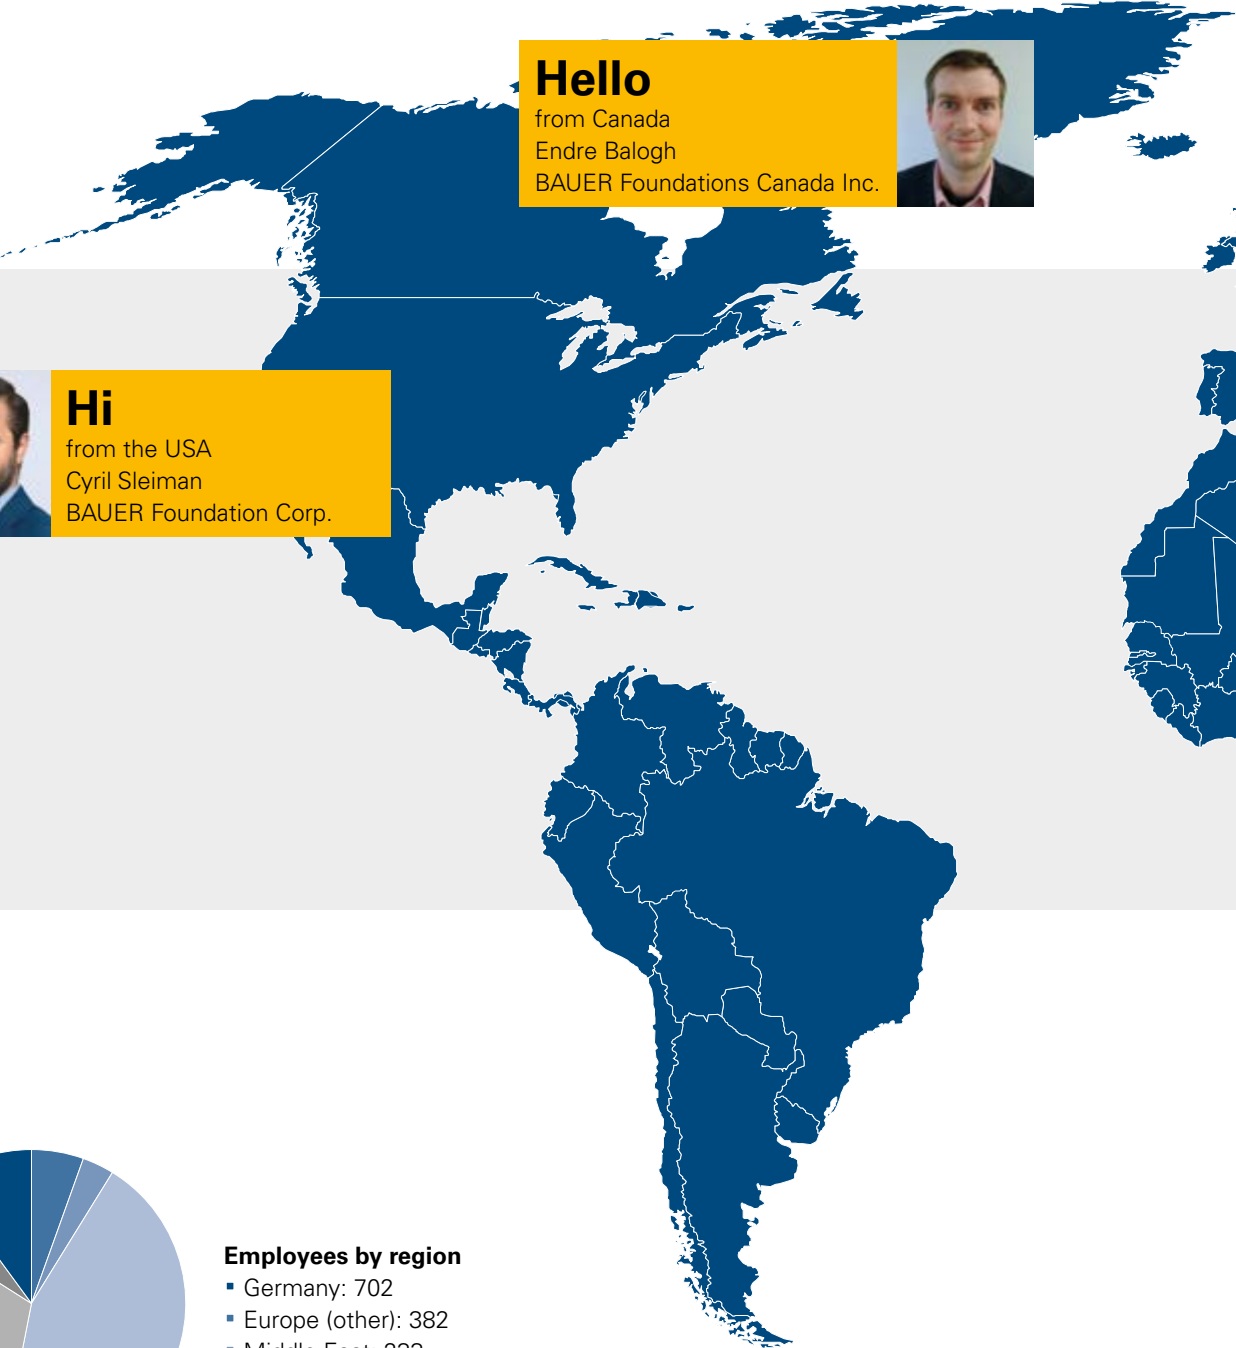 Hello
from Canada
Endre Balogh
BAUER Foundations Canada Inc.
Hi
from the USA
Cyril Sleiman
BAUER Foundation Corp.
Employees by region
▪ Germany: 702
▪ Europe (other): 382